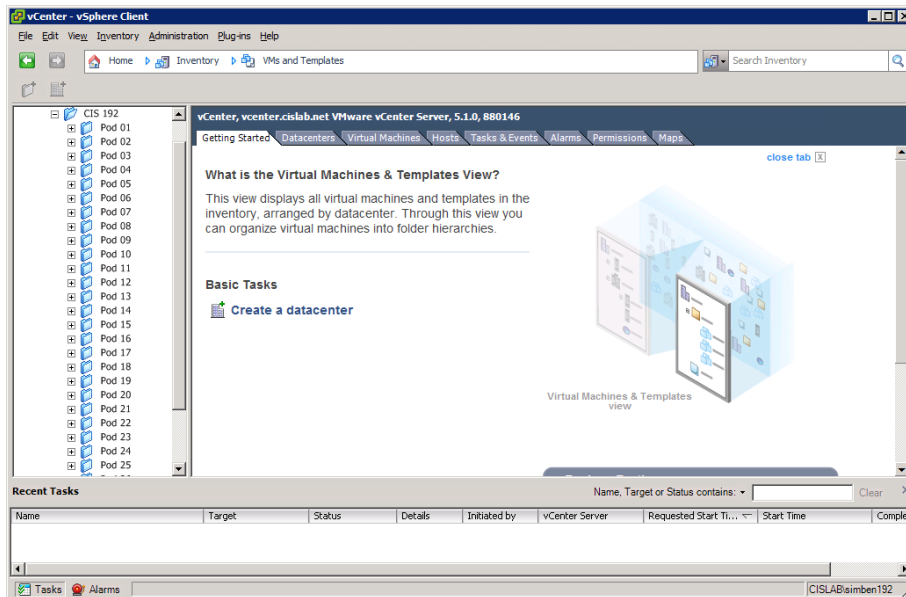 vCenter - vSphere Client
File Edit View Inventory Administration Plug-ins Help
Home Inventory VMs and Templates Search Inventory
CIS 192
Pod 01
Pod 02
Pod 03
Pod 04
Pod 05
Pod 06
Pod 07
Pod 08
Pod 09
Pod 10
Pod 11
Pod 12
Pod 13
Pod 14
Pod 15
Pod 16
Pod 17
Pod 18
Pod 19
Pod 20
Pod 21
Pod 22
Pod 23
Pod 24
Pod 25
vCenter, vcenter.cislab.net VMware vCenter Server, 5.1.0, 880146
Getting Started Datacenters Virtual Machines Hosts Tasks & Events Alarms Permissions Maps
close tab X
What is the Virtual Machines & Templates View?
This view displays all virtual machines and templates in the
inventory, arranged by datacenter. Through this view you
can organize virtual machines into folder hierarchies.
Basic Tasks
Create a datacenter
Virtual Machines & Templates
view
Recent Tasks Name, Target or Status contains: Clear
Name Target Status Details Initiated by vCenter Server Requested Start Ti... Start Time Comple
Tasks Alarms CISLAB\simben192